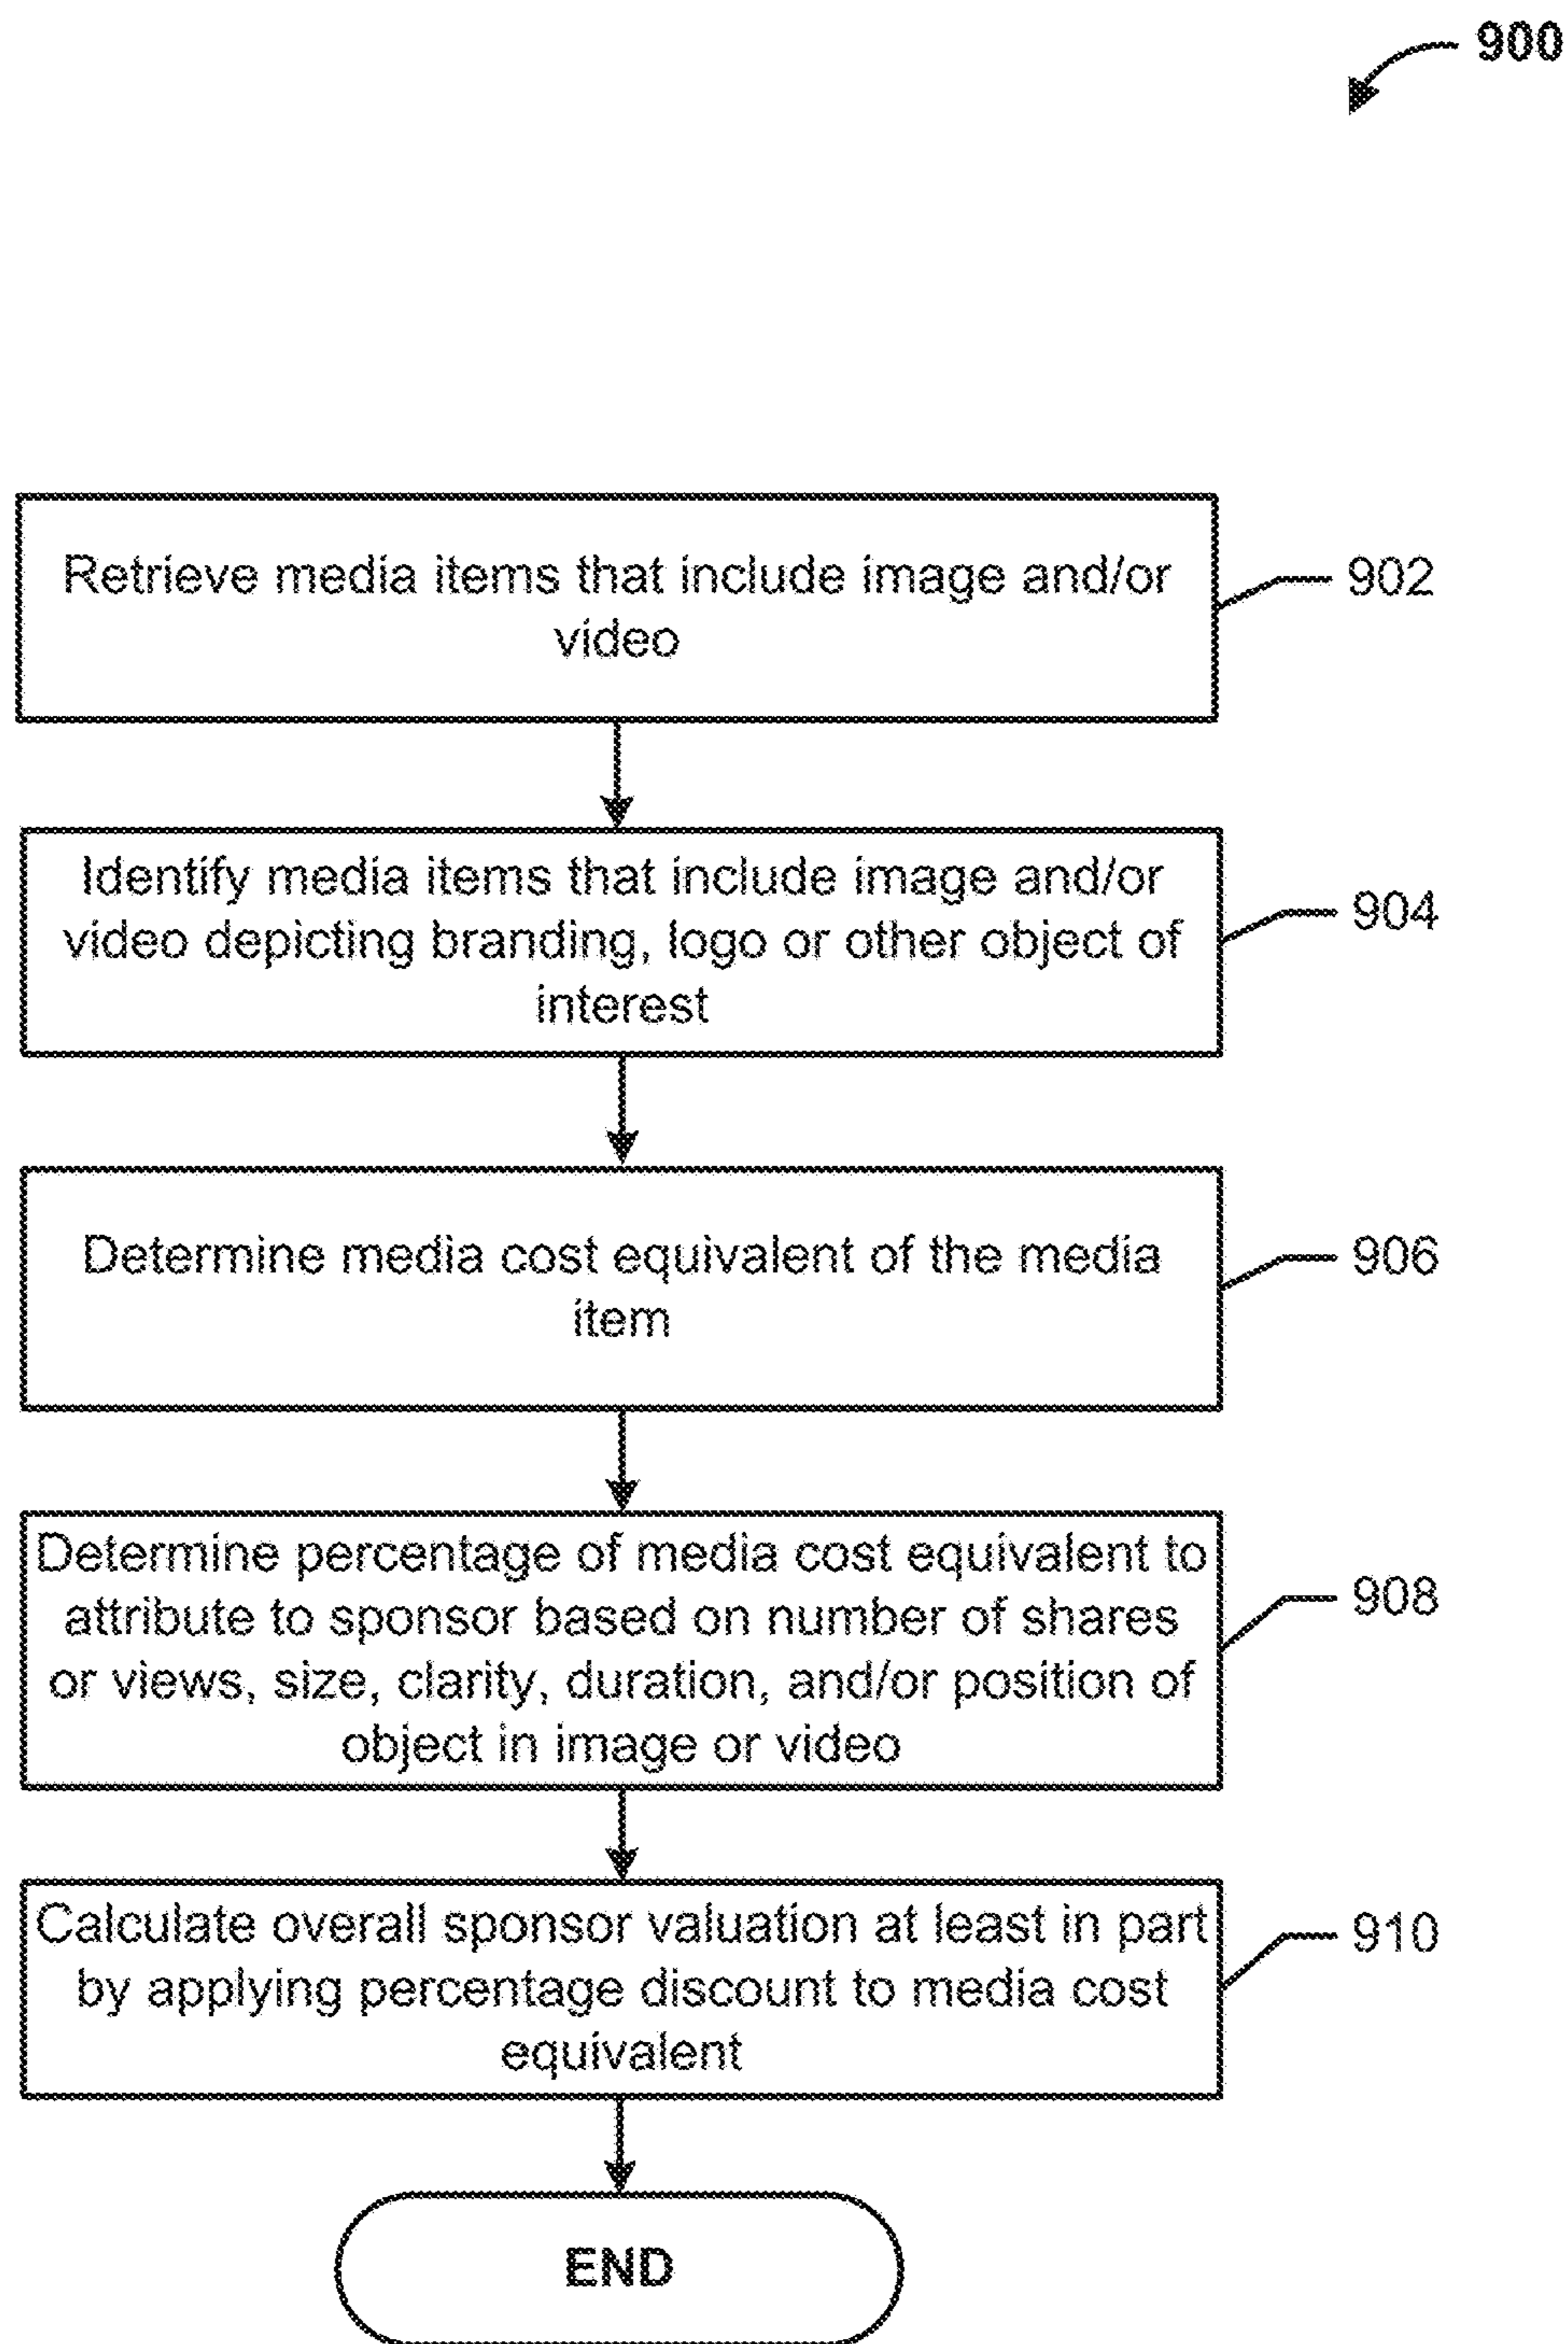 900
Retrieve media items that include image and/or
video
902
Identify media items that include image and/or
video depicting branding, logo or other object of
interest
904
Determine media cost equivalent of the media
item
906
Determine percentage of media cost equivalent to
attribute to sponsor based on number of shares
or views, size, clarity, duration, and/or position of
object in image or video
908
Calculate overall sponsor valuation at least in part
by applying percentage discount to media cost
equivalent
910
END